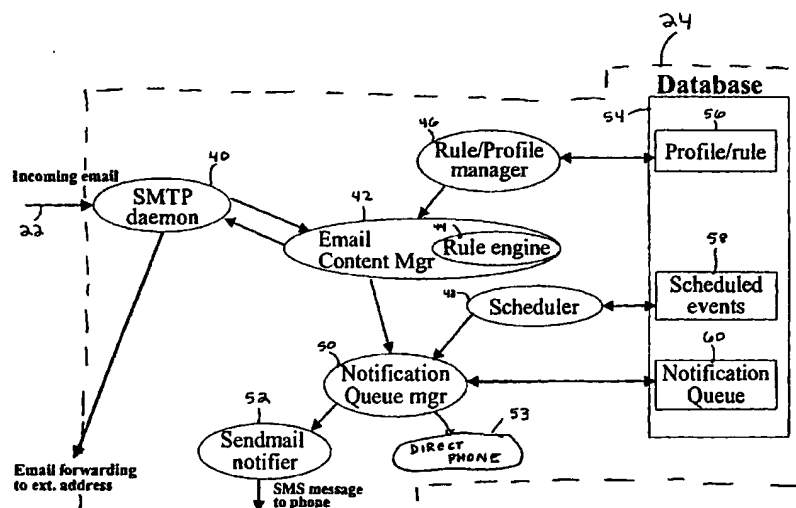 24
Database
54
56
Profile/rule
46
Rule/Profile
manager
40
Incoming email
22
SMTP
daemon
42
Email
Content Mgr
44
Rule engine
58
Scheduled
events
48
Scheduler
60
Notification
Queue
50
Notification
Queue mgr
52
Sendmail
notifier
53
DIRECT
PHONE
Email forwarding
to ext. address
SMS message
to phone